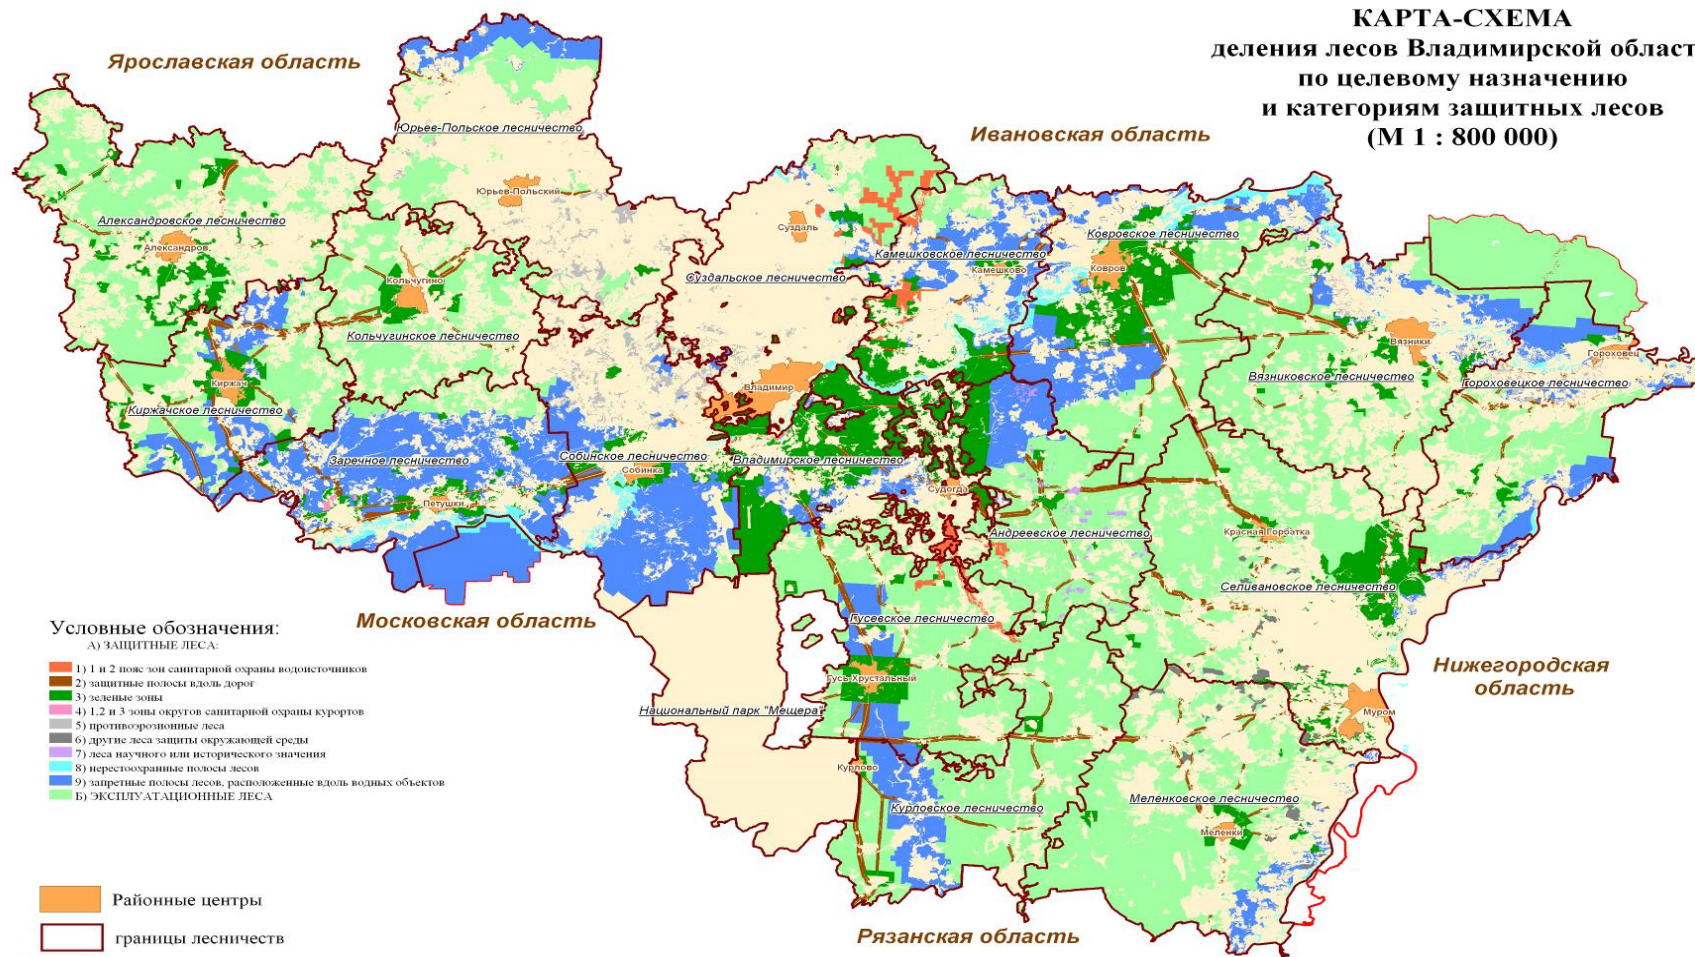 КАРТА-СХЕМА
деления лесов Владимирской област
по целевому назначению
и категориям защитных лесов
(М 1 : 800 000)
Ярославская область
Ивановская область
Юрьев-Польское лесничество
Юрьев-Польский
Александровское лесничество
Александров
Суздаль
Ковровское лесничество
Камешковское лесничество
Камешково
Ковров
Суздальское лесничество
Кольчугино
Кольчугинское лесничество
Вязники
Гороховец
Вязниковское лесничество
Гороховецкое лесничество
Киржач
Киржачское лесничество
Владимир
Заречное лесничество
Собинское лесничество
Собинка
Владимирское лесничество
Судогда
Петушки
Андреевское лесничество
Красная Горбатка
Селивановское лесничество
Московская область
Гусевское лесничество
Гусь-Хрустальный
Нижегородская
область
Национальный парк "Мещера"
Муром
Курлово
Курловское лесничество
Меленковское лесничество
Меленки
Рязанская область
Условные обозначения:
А) ЗАЩИТНЫЕ ЛЕСА:
1) 1 и 2 пояс зон санитарной охраны водоисточников
2) защитные полосы вдоль дорог
3) зеленые зоны
4) 1,2 и 3 зоны округов санитарной охраны курортов
5) противоэрозионные леса
6) другие леса защиты окружающей среды
7) леса научного или исторического значения
8) нерестоохранные полосы лесов
9) запретные полосы лесов, расположенные вдоль водных объектов
Б) ЭКСПЛУАТАЦИОННЫЕ ЛЕСА
Районные центры
границы лесничеств